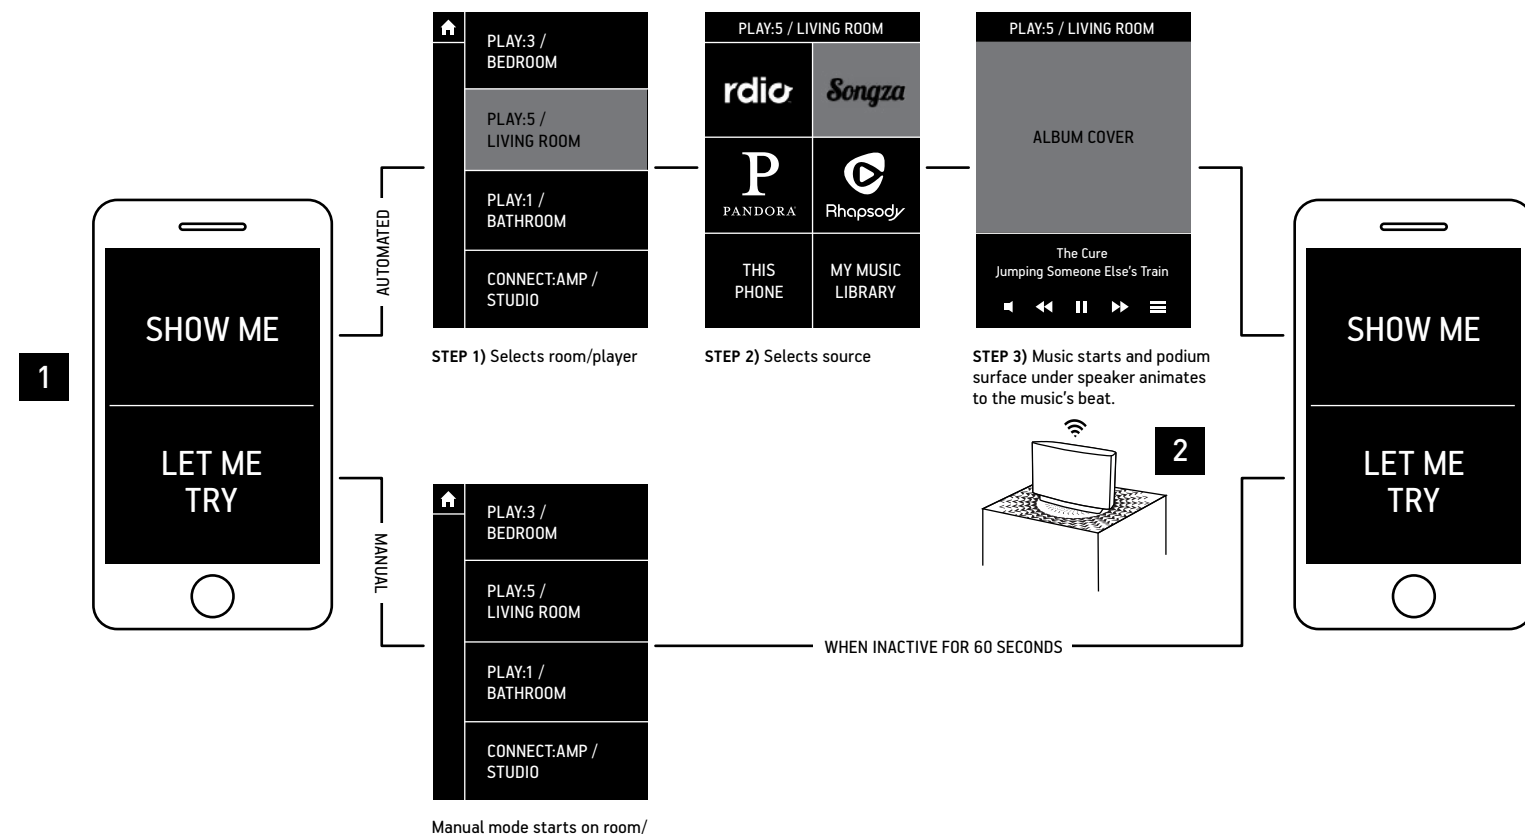 1
SHOW ME
LET ME
TRY
AUTOMATED
PLAY:3 /
BEDROOM
PLAY:5 /
LIVING ROOM
PLAY:1 /
BATHROOM
CONNECT:AMP /
STUDIO
STEP 1) Selects room/player
PLAY:5 / LIVING ROOM
rdio
Songza
P
PANDORA
Rhapsody
THIS
PHONE
MY MUSIC
LIBRARY
STEP 2) Selects source
PLAY:5 / LIVING ROOM
ALBUM COVER
The Cure
Jumping Someone Else's Train
STEP 3) Music starts and podium
surface under speaker animates
to the music's beat.
2
MANUAL
PLAY:3 /
BEDROOM
PLAY:5 /
LIVING ROOM
PLAY:1 /
BATHROOM
CONNECT:AMP /
STUDIO
Manual mode starts on room/
WHEN INACTIVE FOR 60 SECONDS
SHOW ME
LET ME
TRY